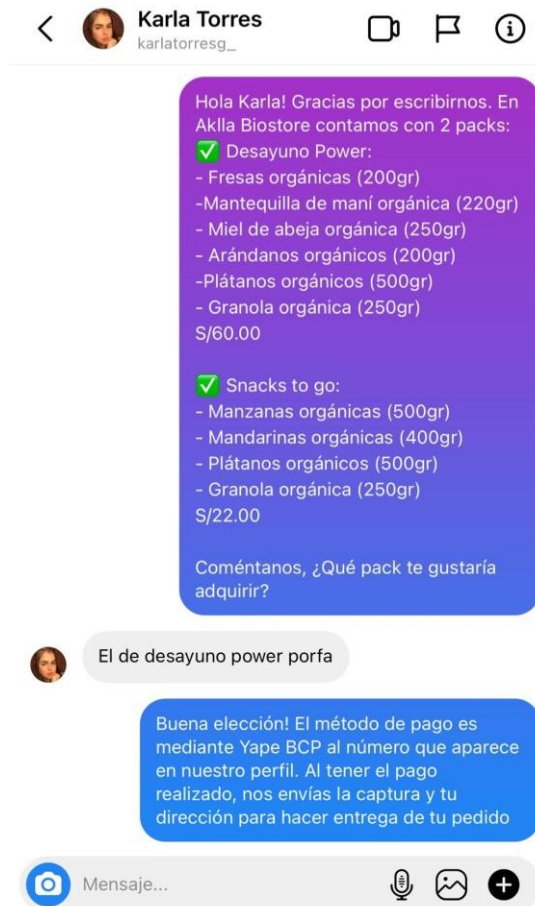 Karla Torres
karlatorresg_
Hola Karla! Gracias por escribirnos. En
Aklla Biostore contamos con 2 packs:
✅ Desayuno Power:
- Fresas orgánicas (200gr)
-Mantequilla de maní orgánica (220gr)
- Miel de abeja orgánica (250gr)
- Arándanos orgánicos (200gr)
-Plátanos orgánicos (500gr)
- Granola orgánica (250gr)
S/60.00
✅ Snacks to go:
- Manzanas orgánicas (500gr)
- Mandarinas orgánicas (400gr)
- Plátanos orgánicos (500gr)
- Granola orgánica (250gr)
S/22.00
Coméntanos, ¿Qué pack te gustaría
adquirir?
El de desayuno power porfa
Buena elección! El método de pago es
mediante Yape BCP al número que aparece
en nuestro perfil. Al tener el pago
realizado, nos envías la captura y tu
dirección para hacer entrega de tu pedido
Mensaje...